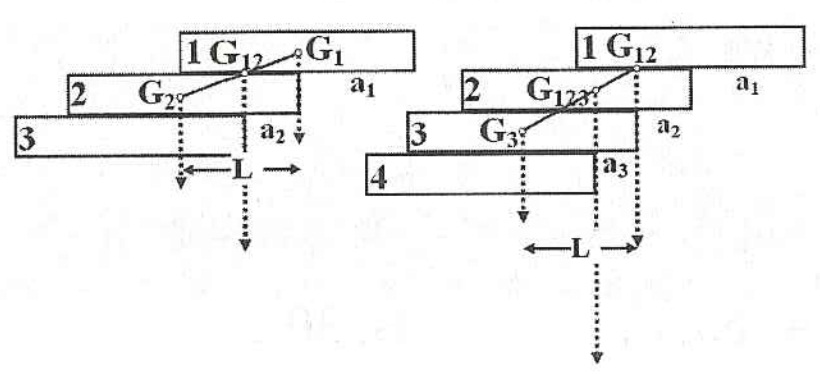 1 G₁₂ G₁
2 G₂ a₁
3 a₂
L
1 G₁₂
2 G₁₂₃ a₁
3 G₃ a₂
4 a₃
L